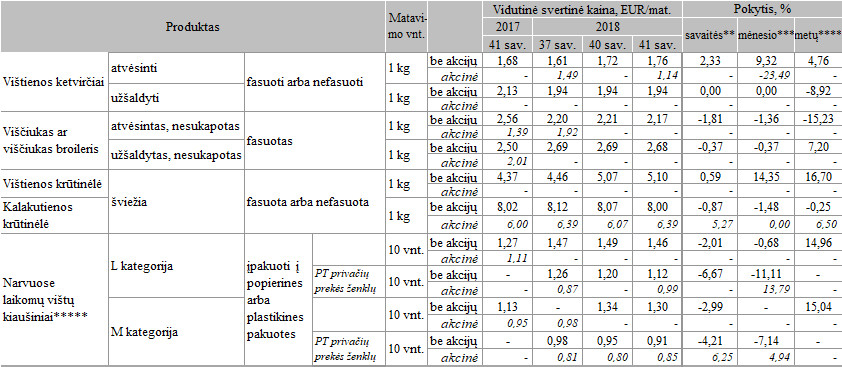 Produktas Matavi- mo vnt. Vidutinė svertinė kaina, EUR/mat. Pokytis, %
2017 2018 savaitės** mėnesio*** metų****
41 sav. 37 sav. 40 sav. 41 sav.
Vištienos ketvirčiai atvėsinti fasuoti arba nefasuoti 1 kg be akcijų 1,68 1,61 1,72 1,76 2,33 9,32 4,76
akcinė - 1,49 - 1,14 - -23,49 -
užšaldyti 1 kg be akcijų 2,13 1,94 1,94 1,94 0,00 0,00 -8,92
akcinė - - - - - - -
Viščiukas ar viščiukas broileris atvėsintas, nesukapotas fasuotas 1 kg be akcijų 2,56 2,20 2,21 2,17 -1,81 -1,36 -15,23
akcinė 1,39 1,92 - - - - -
užšaldytas, nesukapotas 1 kg be akcijų 2,50 2,69 2,69 2,68 -0,37 -0,37 7,20
akcinė 2,01 - - - - - -
Vištienos krūtinėlė šviežia fasuota arba nefasuota 1 kg be akcijų 4,37 4,46 5,07 5,10 0,59 14,35 16,70
akcinė - - - - - - -
Kalakutienos krūtinėlė 1 kg be akcijų 8,02 8,12 8,07 8,00 -0,87 -1,48 -0,25
akcinė 6,00 6,39 6,07 6,39 5,27 0,00 6,50
Narvuose laikomų vištų kiaušiniai***** L kategorija įpakuoti į popierines arba plastikines pakuotes 10 vnt. be akcijų 1,27 1,47 1,49 1,46 -2,01 -0,68 14,96
akcinė 1,11 - - - - - -
PT privačių prekės ženklų 10 vnt. be akcijų - 1,26 1,20 1,12 -6,67 -11,11 -
akcinė - 0,87 - 0,99 - 13,79 -
M kategorija 10 vnt. be akcijų 1,13 - 1,34 1,30 -2,99 - 15,04
akcinė 0,95 0,98 - - - - -
PT privačių prekės ženklų 10 vnt. be akcijų - 0,98 0,95 0,91 -4,21 -7,14 -
akcinė - 0,81 0,80 0,85 6,25 4,94 -